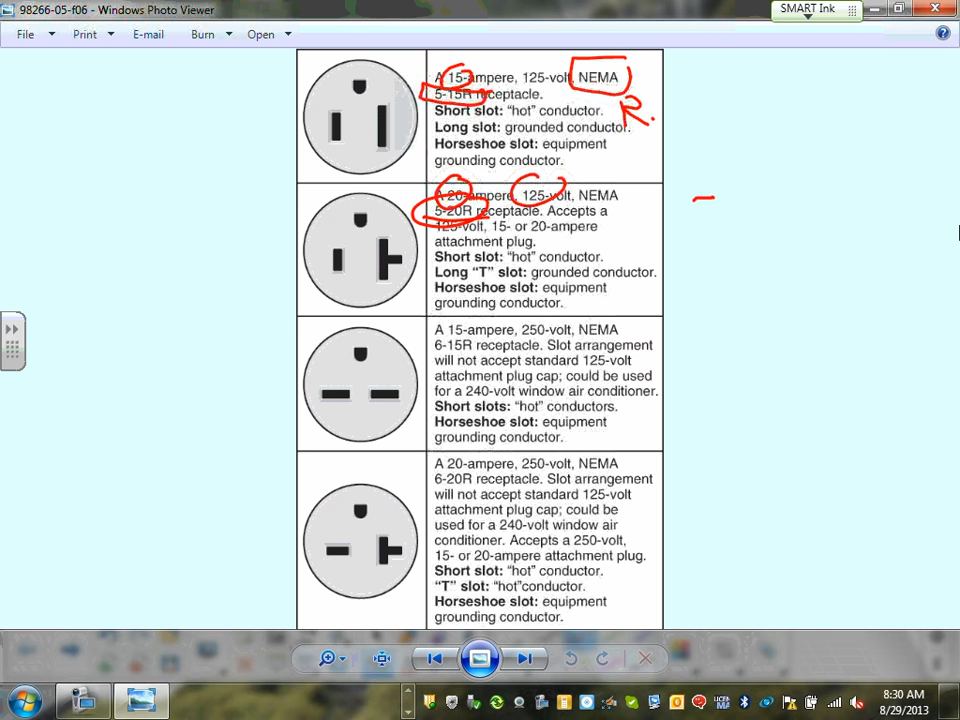 98266-05-f06 - Windows Photo Viewer
SMART Ink
File Print E-mail Burn Open
A 15-ampere, 125-volt, NEMA
5-15R receptacle.
R.
Short slot: "hot" conductor.
Long slot: grounded conductor.
Horseshoe slot: equipment
grounding conductor.
A 20-ampere, 125-volt, NEMA
5-20R receptacle. Accepts a
125-volt, 15- or 20-ampere
attachment plug.
Short slot: "hot" conductor.
Long "T" slot: grounded conductor.
Horseshoe slot: equipment
grounding conductor.
A 15-ampere, 250-volt, NEMA
6-15R receptacle. Slot arrangement
will not accept standard 125-volt
attachment plug cap; could be used
for a 240-volt window air conditioner.
Short slots: "hot" conductors.
Horseshoe slot: equipment
grounding conductor.
A 20-ampere, 250-volt, NEMA
6-20R receptacle. Slot arrangement
will not accept standard 125-volt
attachment plug cap; could be
used for a 240-volt window air
conditioner. Accepts a 250-volt,
15- or 20-ampere attachment plug.
Short slot: "hot" conductor.
"T" slot: "hot"conductor.
Horseshoe slot: equipment
grounding conductor.
8:30 AM
8/29/2013